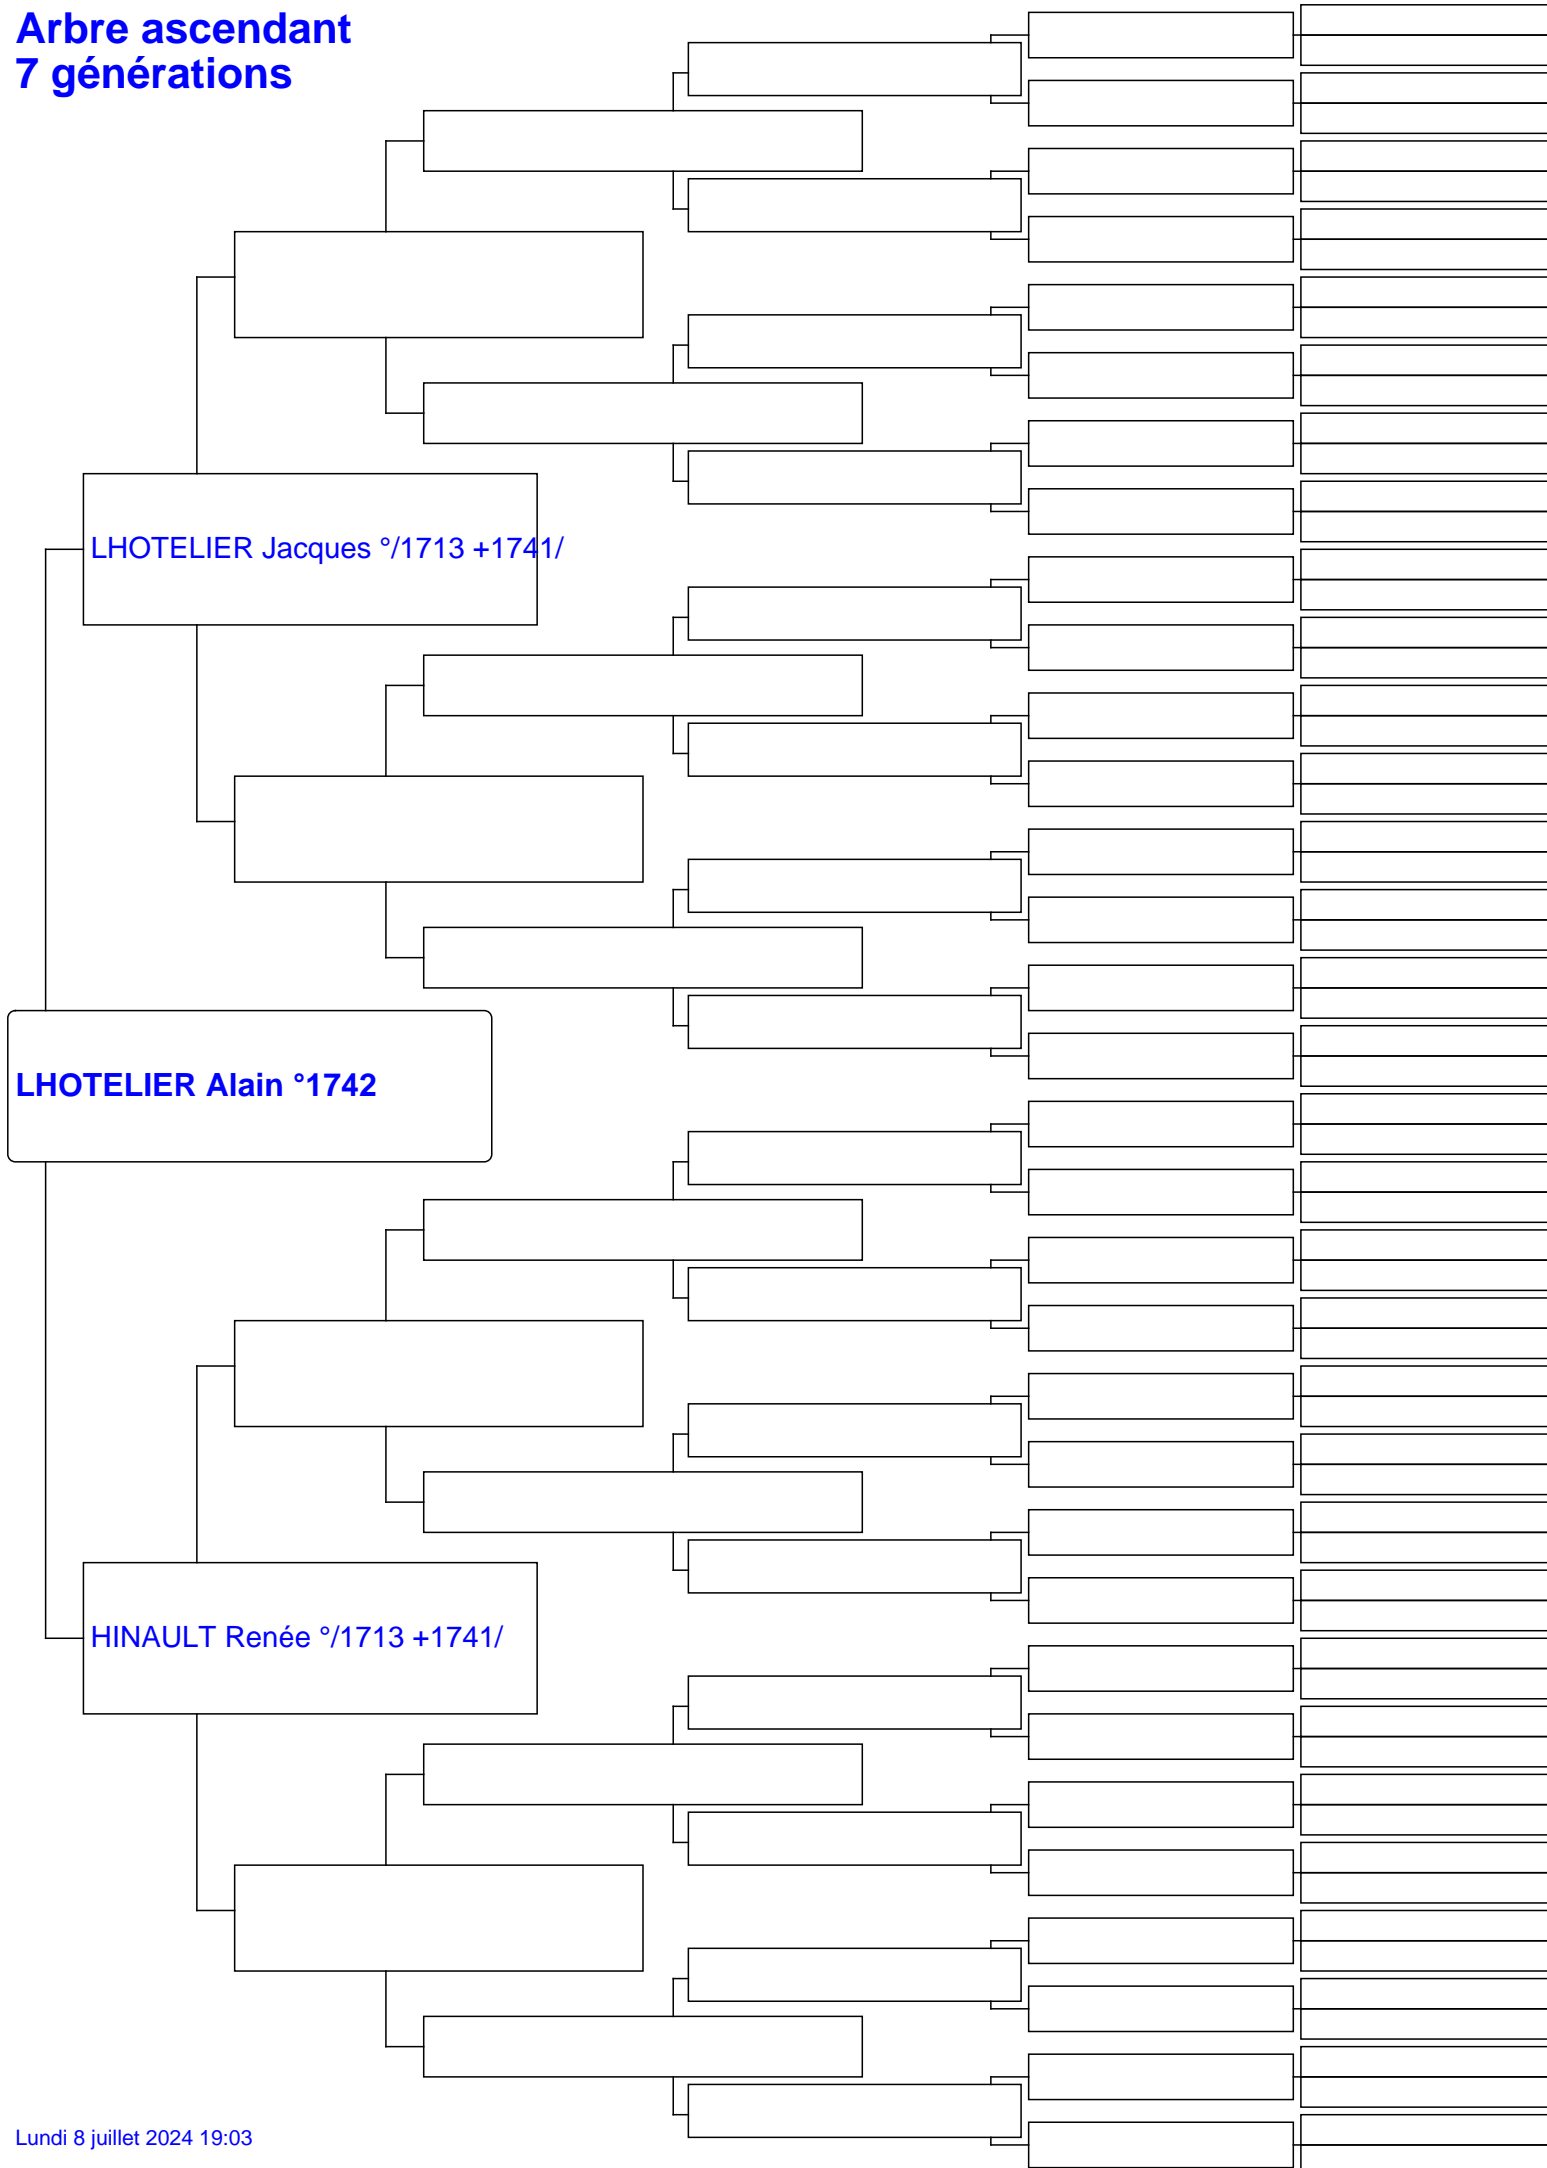 Arbre ascendant
7 générations
LHOTELIER Jacques °/1713 +1741/
LHOTELIER Alain °1742
HINAULT Renée °/1713 +1741/
Lundi 8 juillet 2024 19:03